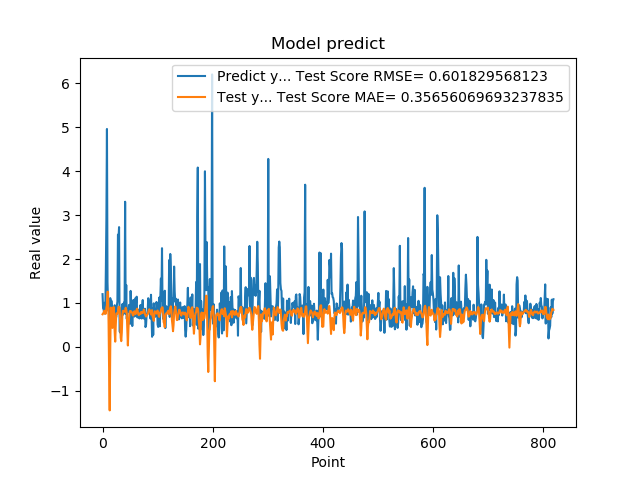 Model predict
Predict y... Test Score RMSE= 0.601829568123
Test y... Test Score MAE= 0.35656069693237835
6
5
4
3
2
1
0
−1
Real value
0 200 400 600 800
Point